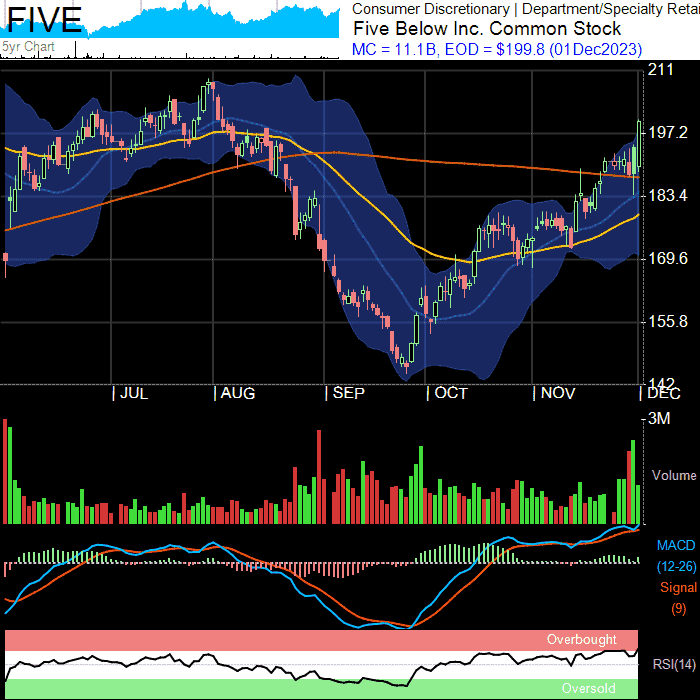 FIVE
5yr Chart
Consumer Discretionary | Department/Specialty Retai
Five Below Inc. Common Stock
MC = 11.1B, EOD = $199.8 (01Dec2023)
211
197.2
183.4
169.6
155.8
142
| JUL | AUG | SEP | OCT | NOV | DEC
3M
Volume
MACD
(12-26)
Signal
(9)
Overbought
RSI(14)
Oversold